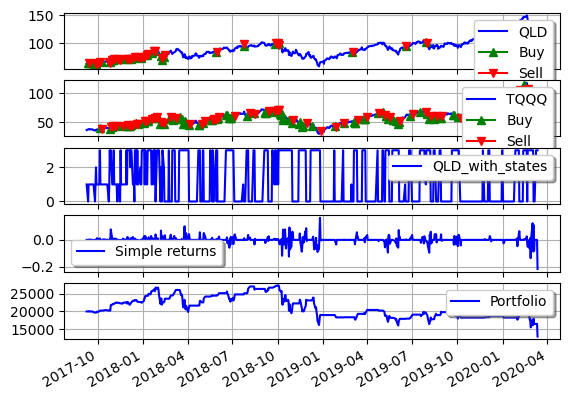 150
100
QLD
Buy
Sell
100
50
TQQQ
Buy
Sell
2
0
QLD_with_states
0.0
−0.2
Simple returns
25000
20000
15000
Portfolio
2017-10
2018-01
2018-04
2018-07
2018-10
2019-01
2019-04
2019-07
2019-10
2020-01
2020-04